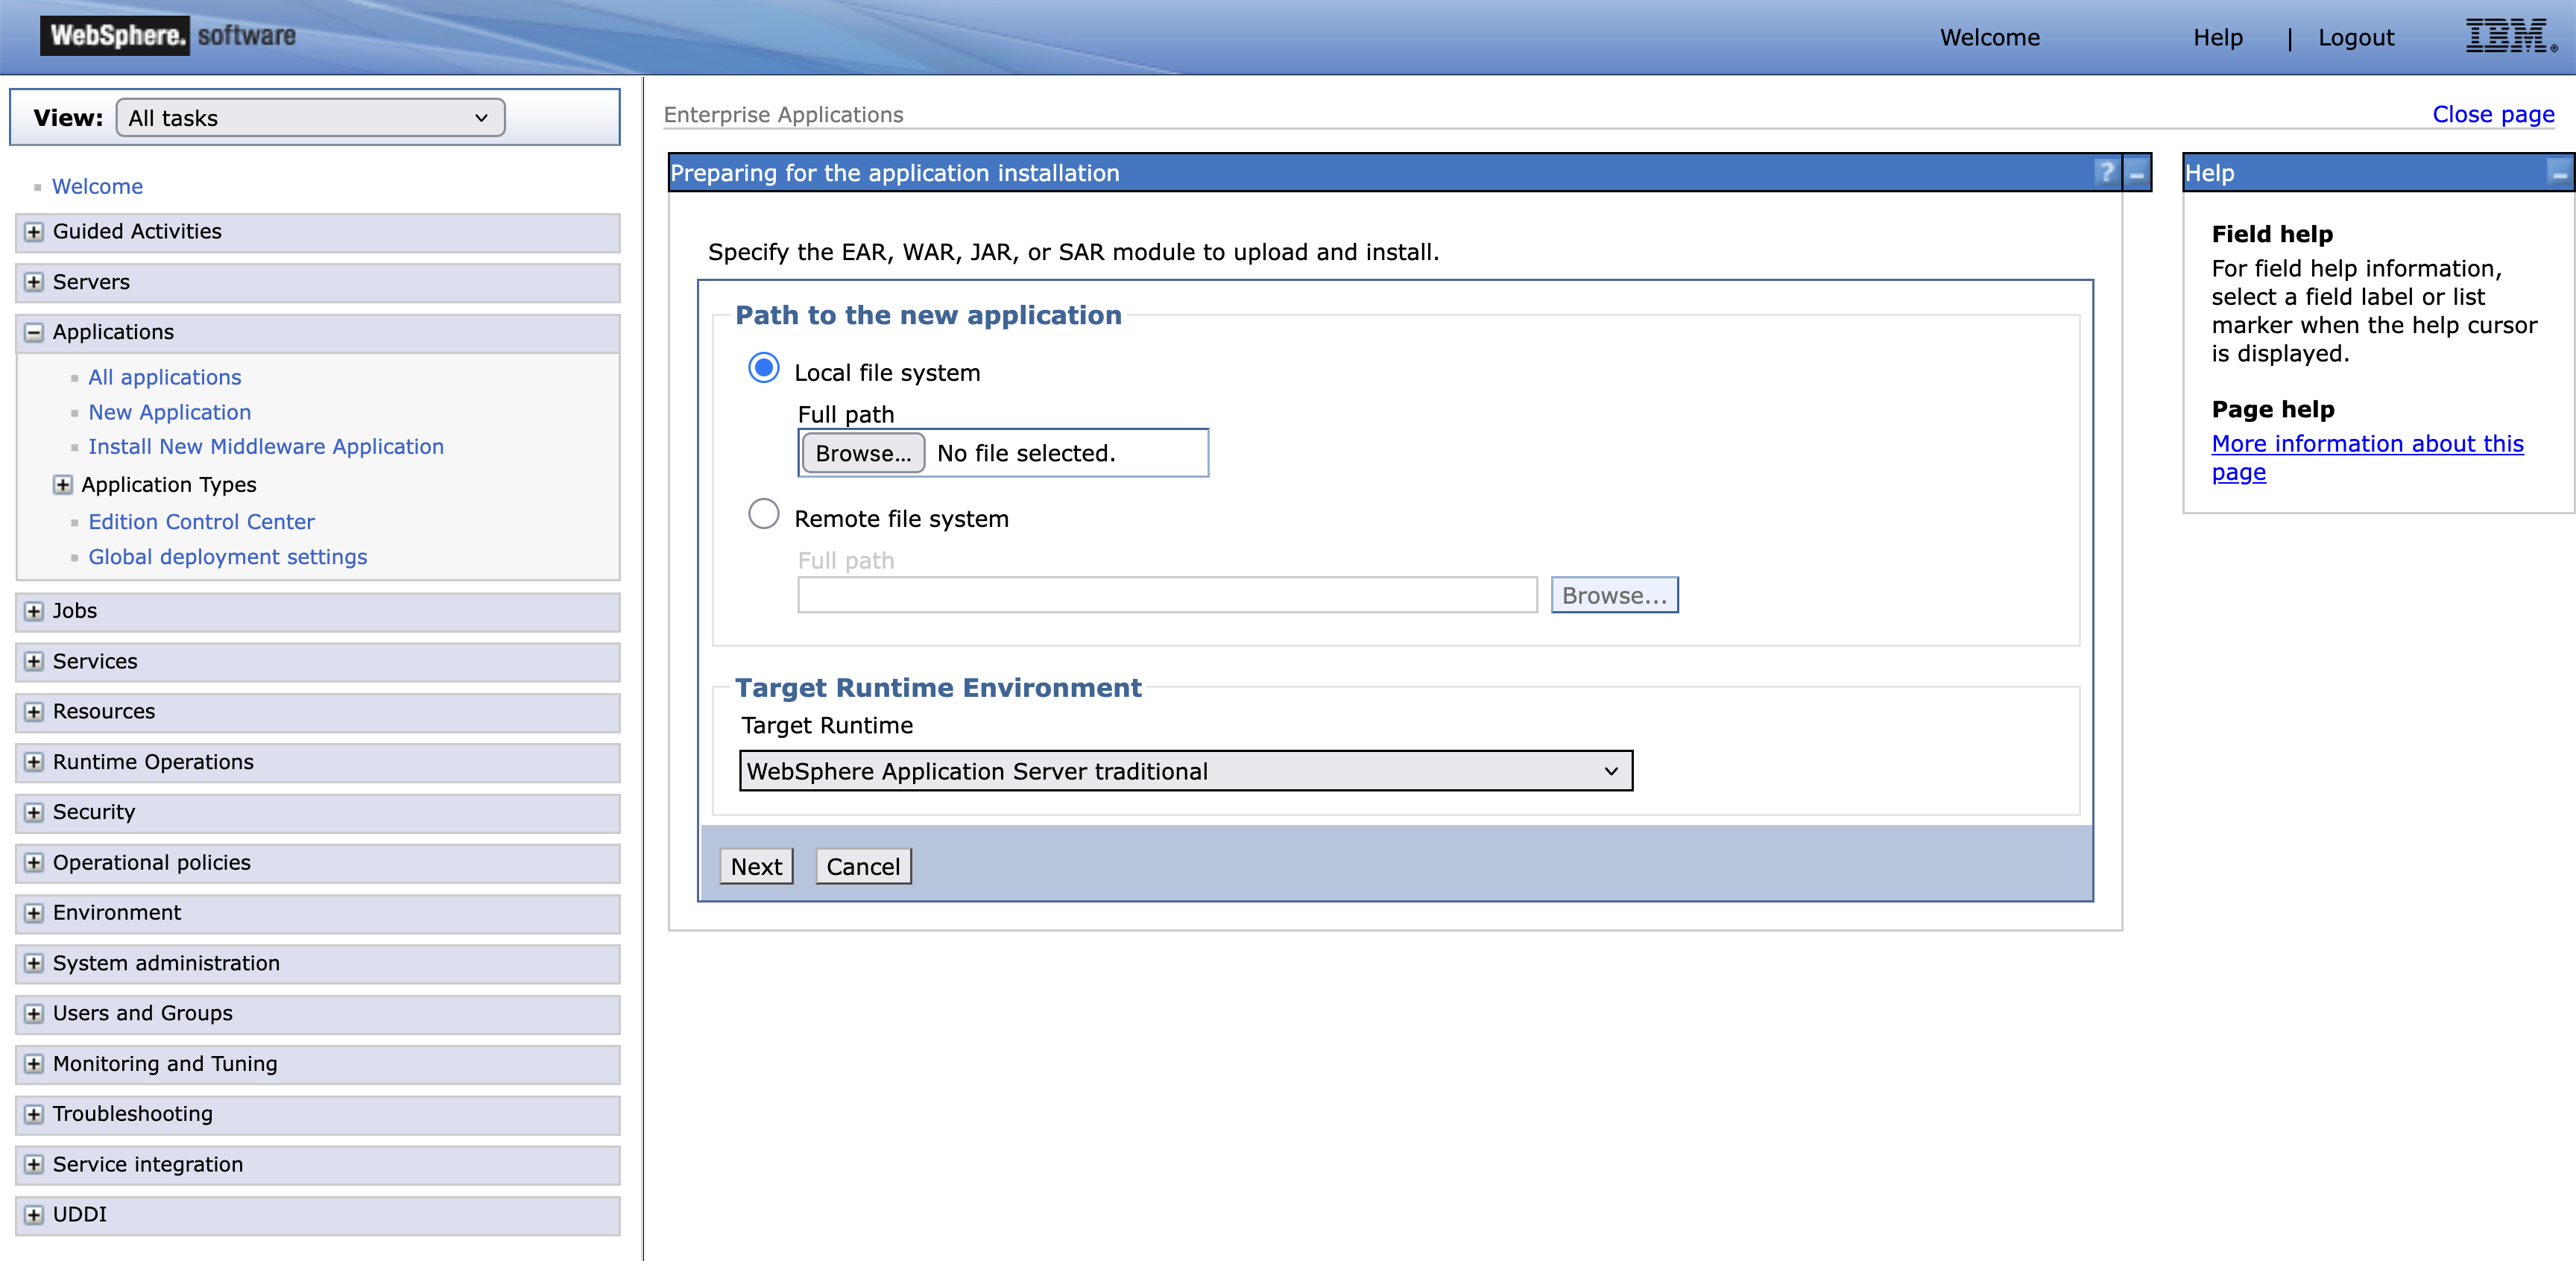 WebSphere. software
Welcome Help | Logout IBM®
View: All tasks
Welcome
Guided Activities
Servers
Applications
All applications
New Application
Install New Middleware Application
Application Types
Edition Control Center
Global deployment settings
Jobs
Services
Resources
Runtime Operations
Security
Operational policies
Environment
System administration
Users and Groups
Monitoring and Tuning
Troubleshooting
Service integration
UDDI
Enterprise Applications
Close page
Preparing for the application installation ?
Specify the EAR, WAR, JAR, or SAR module to upload and install.
Path to the new application
Local file system
Full path
Browse... No file selected.
Remote file system
Full path
Browse...
Target Runtime Environment
Target Runtime
WebSphere Application Server traditional
Next Cancel
Help
Field help
For field help information,
select a field label or list
marker when the help cursor
is displayed.
Page help
More information about this
page